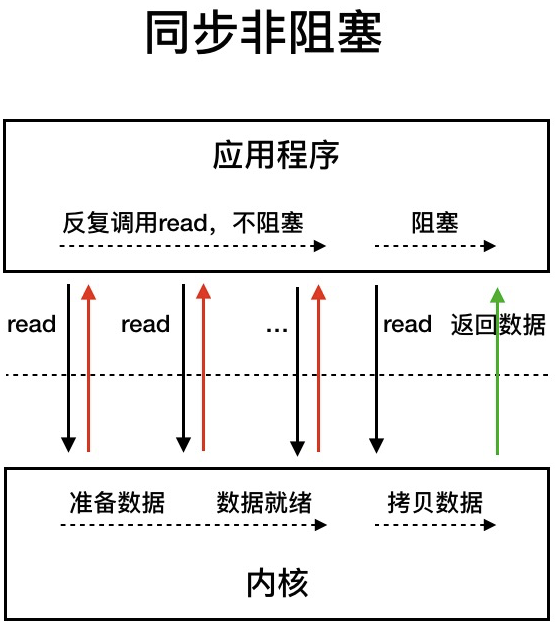 同步非阻塞
应用程序
反复调用read，不阻塞
阻塞
read
read
...
read
返回数据
准备数据
数据就绪
拷贝数据
内核